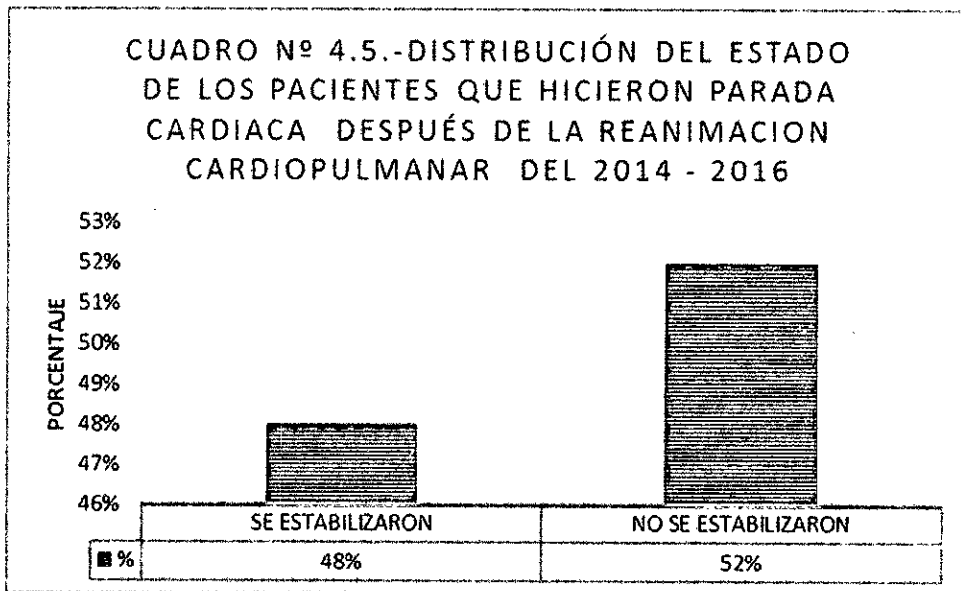 CUADRO Nº 4.5.-DISTRIBUCIÓN DEL ESTADO
DE LOS PACIENTES QUE HICIERON PARADA
CARDIACA DESPUÉS DE LA REANIMACION
CARDIOPULMANAR DEL 2014 - 2016
PORCENTAJE
53%
52%
51%
50%
49%
48%
47%
46%
SE ESTABILIZARON NO SE ESTABILIZARON
% 48% 52%